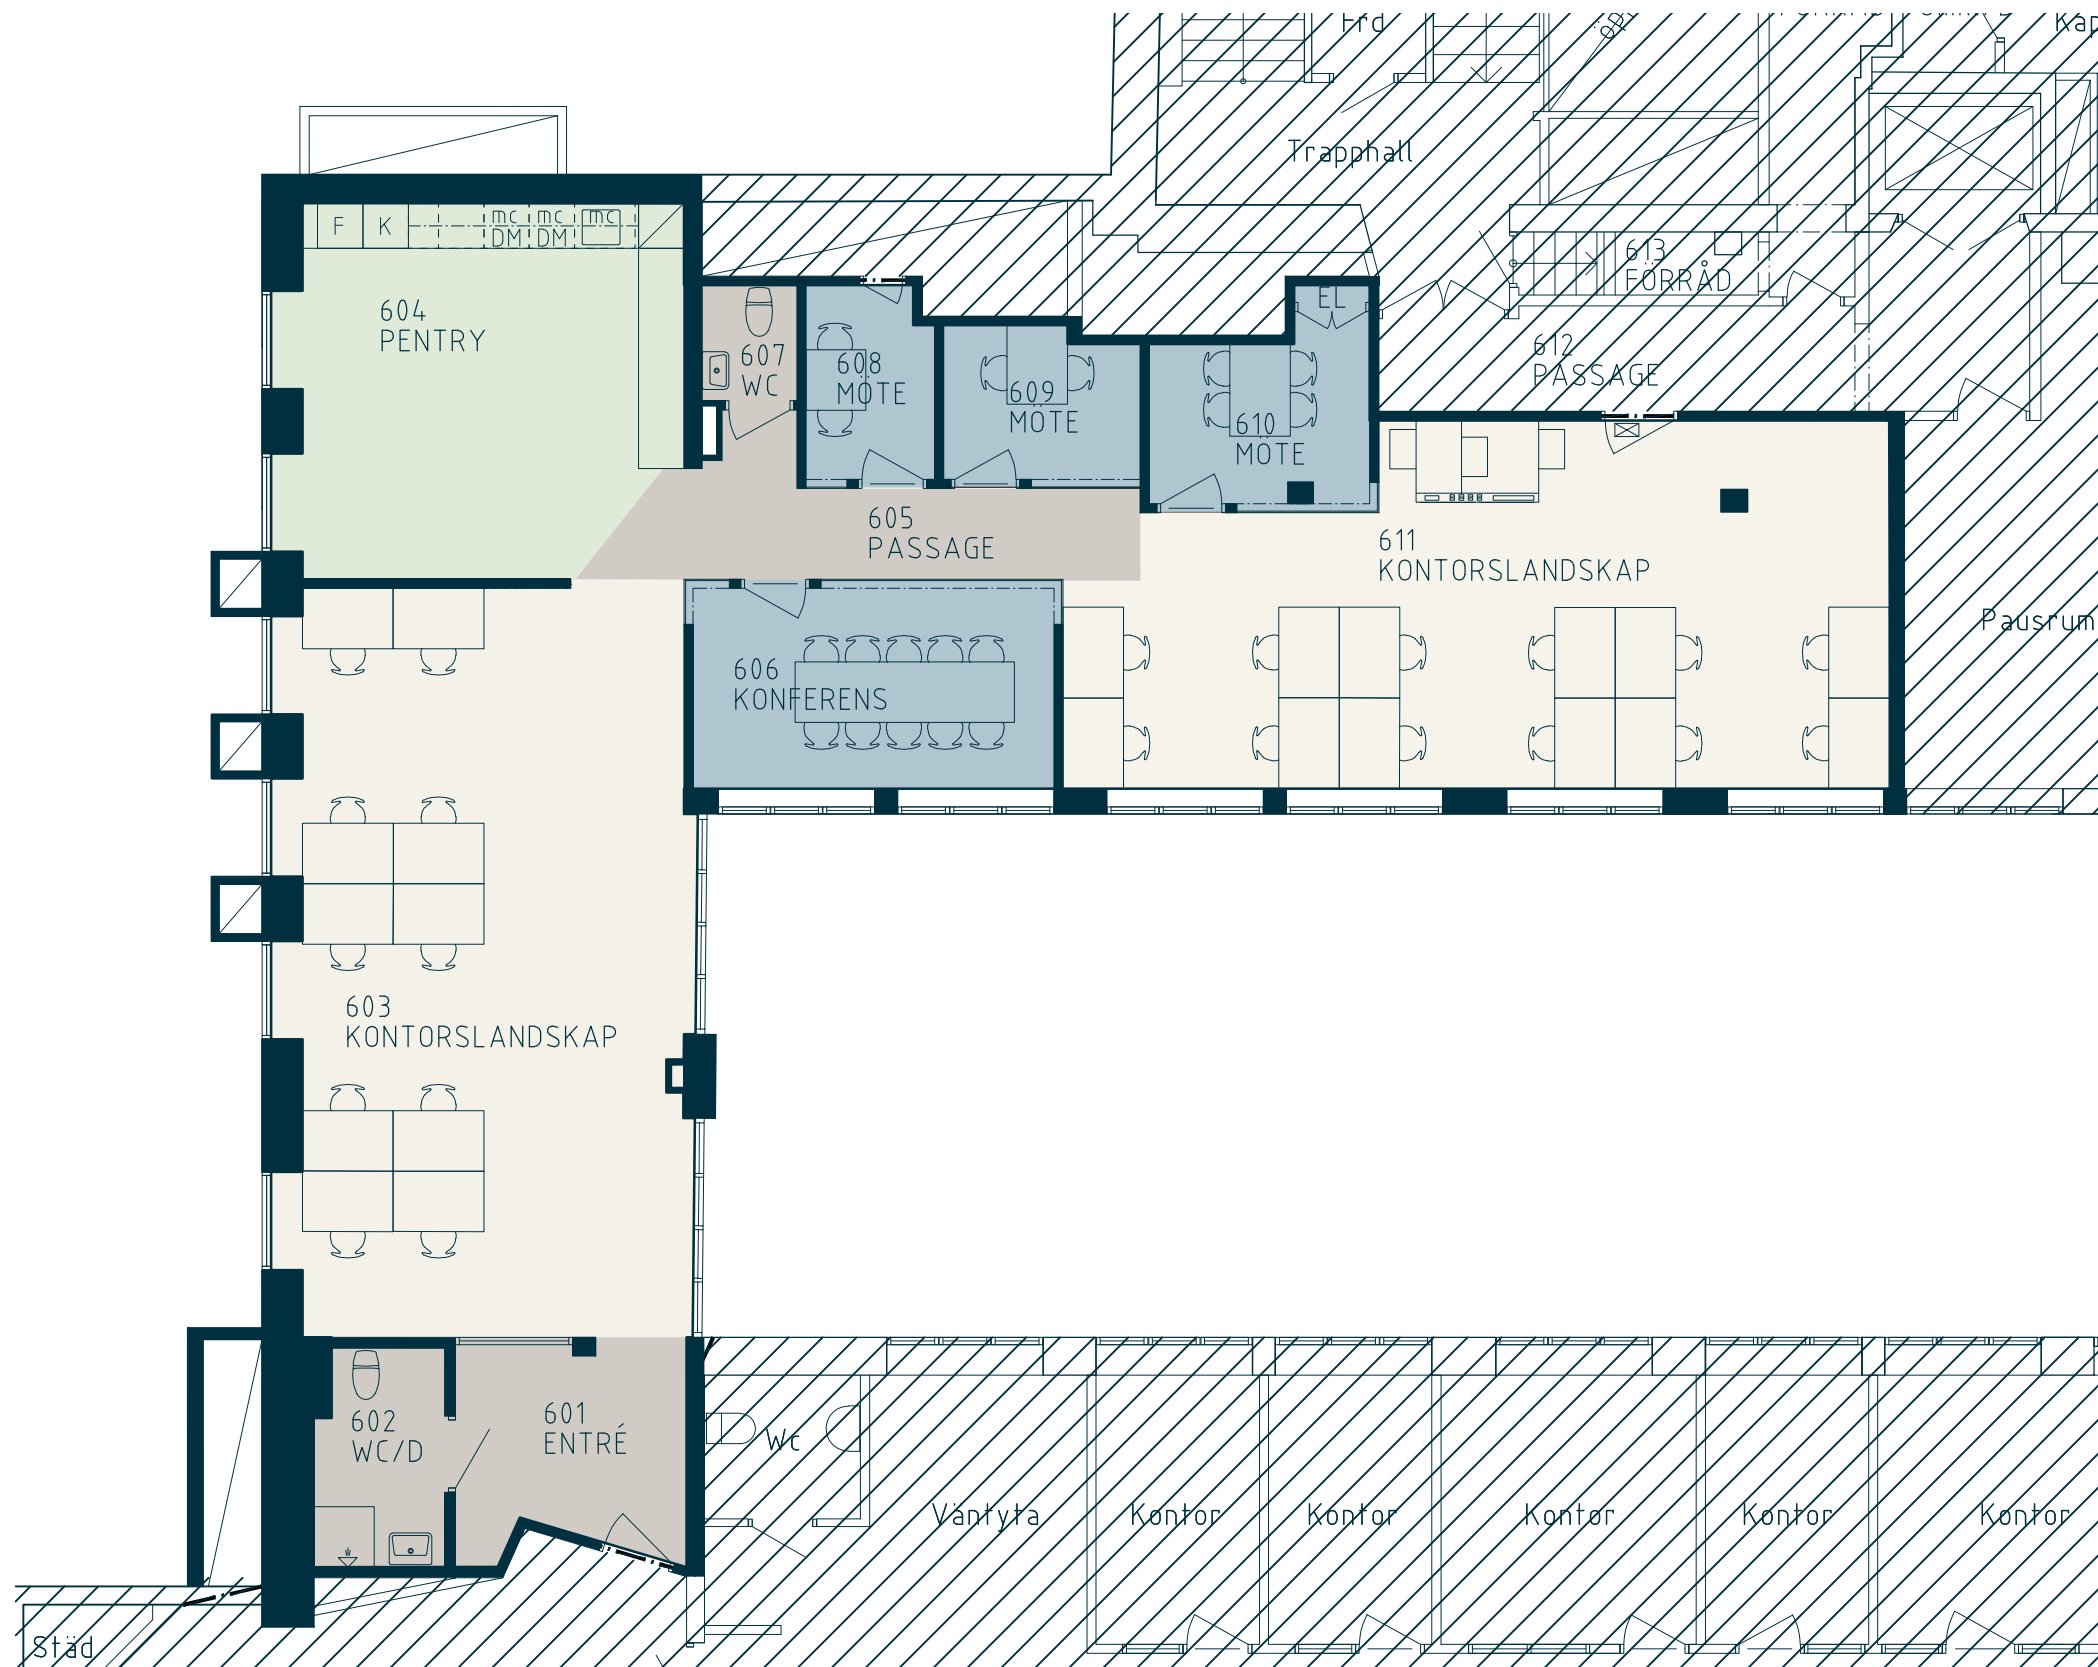 Frd
Kap
Trapphall
F
K
mc
DM
mc
DM
mc
613
FÖRRÅD
604
PENTRY
EL
607
WC
608
MÖTE
609
MÖTE
610
MÖTE
612
PASSAGE
605
PASSAGE
611
KONTORSLANDSKAP
Pausrum
606
KONFERENS
603
KONTORSLANDSKAP
601
ENTRÉ
602
WC/D
Wc
Väntyta
Kontor
Kontor
Kontor
Kontor
Kontor
Städ